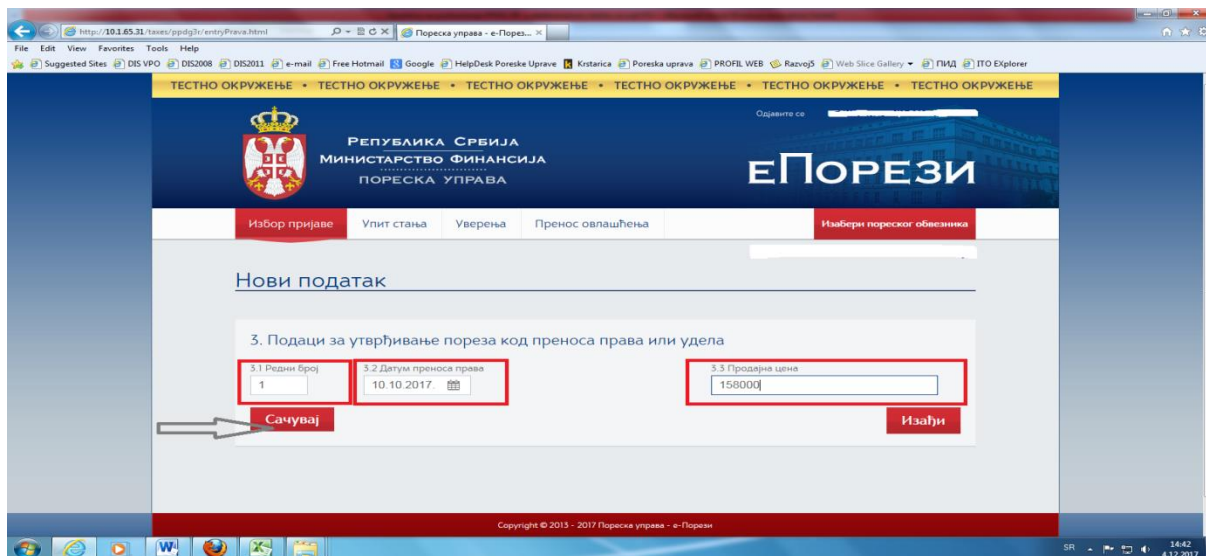 http://10.1.65.31/taxes/ppdg3r/entryPrava.html
Пореска управа - е-Порез... ×
File Edit View Favorites Tools Help
Suggested Sites DIS VPO DIS2008 DIS2011 e-mail Free Hotmail Google HelpDesk Poreske Uprave Krstarica Poreska uprava PROFIL WEB Razvoj5 Web Slice Gallery ПИД ITO EXplorer
ТЕСТНО ОКРУЖЕЊЕ • ТЕСТНО ОКРУЖЕЊЕ • ТЕСТНО ОКРУЖЕЊЕ • ТЕСТНО ОКРУЖЕЊЕ • ТЕСТНО ОКРУЖЕЊЕ • ТЕСТНО ОКРУЖЕЊЕ
Одјавите се
Република Србија
Министарство финансија
ПОРЕСКА УПРАВА
еПорези
Избор пријаве Упит стања Уверења Пренос овлашћења Изабери пореског обвезника
Нови податак
3. Подаци за утврђивање пореза код преноса права или удела
3.1 Редни број 3.2 Датум преноса права 3.3 Продајна цена
1 10.10.2017. 158000
Сачувај Изађи
Copyright © 2013 - 2017 Пореска управа - е-Порези
SR 14:42
4.12.2017